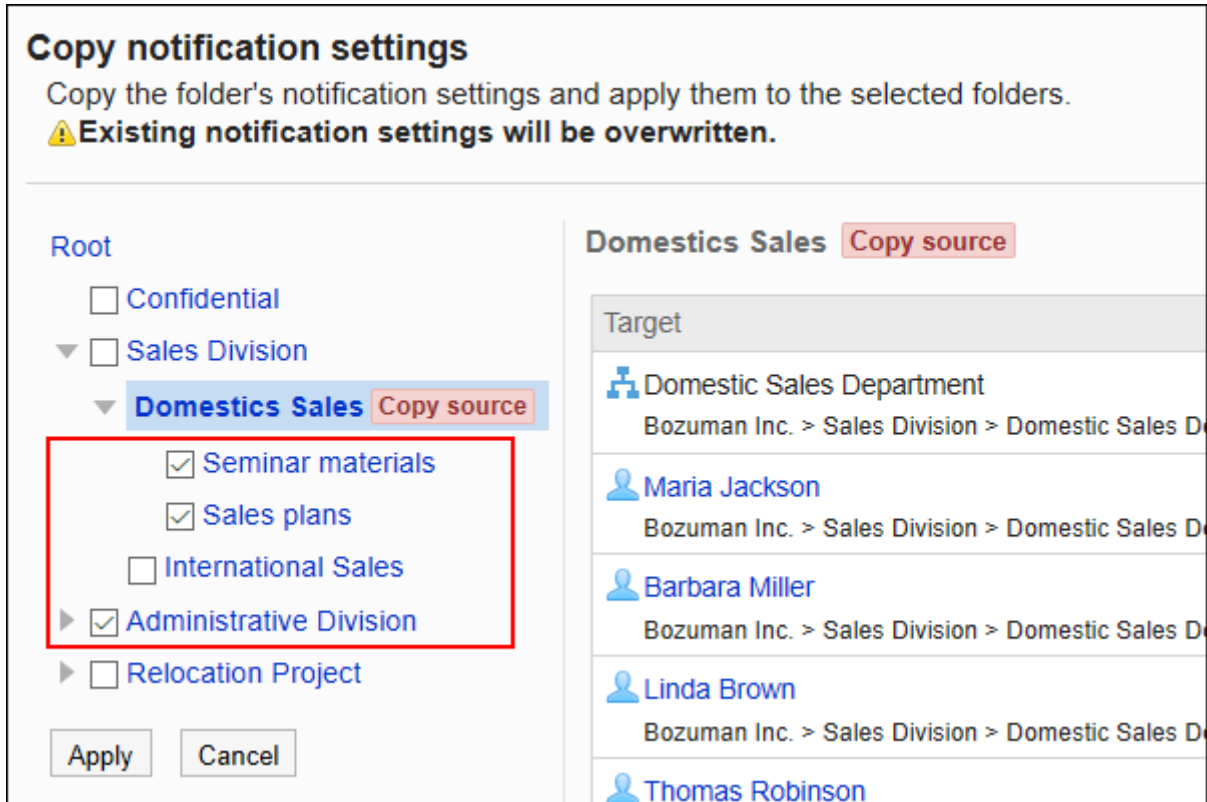 Copy notification settings
Copy the folder's notification settings and apply them to the selected folders.
Existing notification settings will be overwritten.
Root
Confidential
Sales Division
Domestics Sales Copy source
Seminar materials
Sales plans
International Sales
Administrative Division
Relocation Project
Apply Cancel
Domestics Sales Copy source
Target
Domestic Sales Department
Bozuman Inc. > Sales Division > Domestic Sales
Maria Jackson
Bozuman Inc. > Sales Division > Domestic Sales
Barbara Miller
Bozuman Inc. > Sales Division > Domestic Sales
Linda Brown
Bozuman Inc. > Sales Division > Domestic Sales
Thomas Robinson